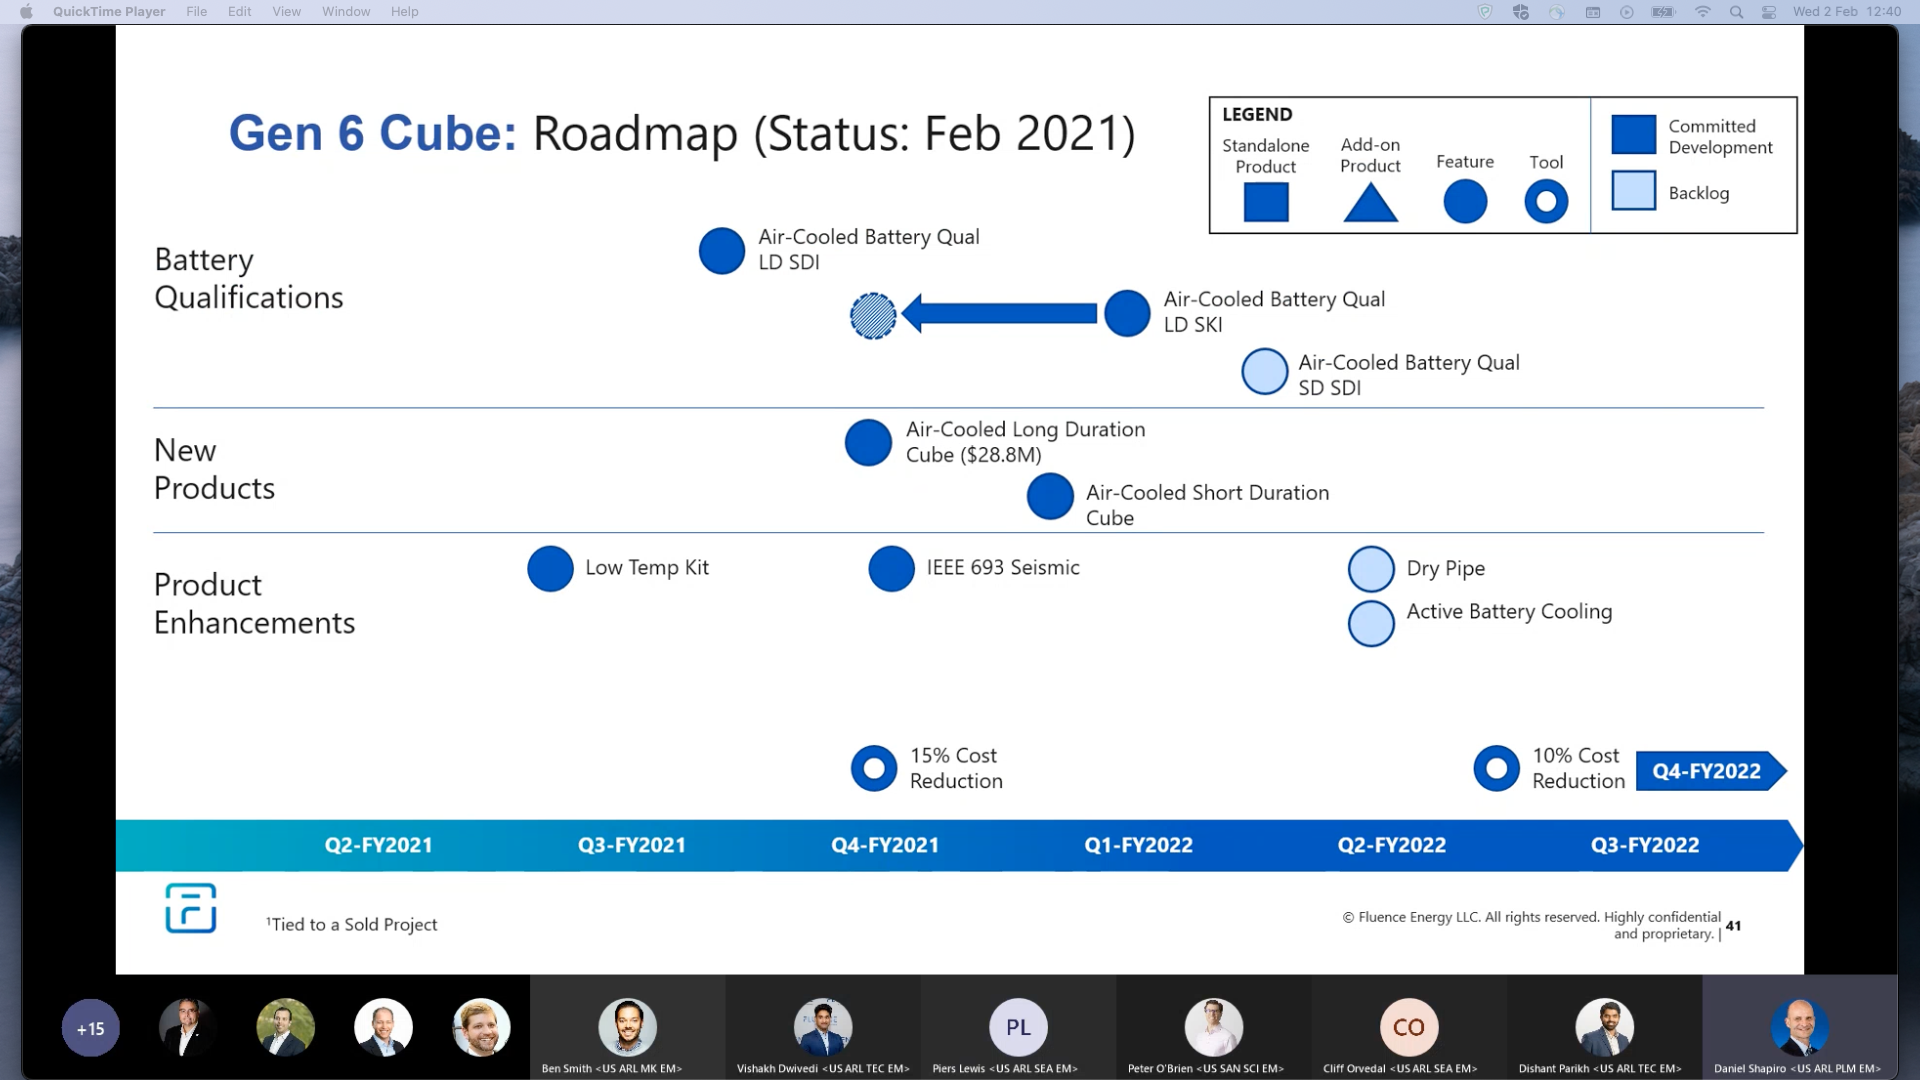 QuickTime Player File Edit View Window Help Wed 2 Feb 12:40
Gen 6 Cube: Roadmap (Status: Feb 2021)
LEGEND
Standalone
Product
Add-on
Product
Feature
Tool
Committed
Development
Backlog
Battery
Qualifications
Air-Cooled Battery Qual
LD SDI
Air-Cooled Battery Qual
LD SKI
Air-Cooled Battery Qual
SD SDI
New
Products
Air-Cooled Long Duration
Cube ($28.8M)
Air-Cooled Short Duration
Cube
Product
Enhancements
Low Temp Kit
IEEE 693 Seismic
Dry Pipe
Active Battery Cooling
15% Cost
Reduction
10% Cost
Reduction
Q4-FY2022
Q2-FY2021 Q3-FY2021 Q4-FY2021 Q1-FY2022 Q2-FY2022 Q3-FY2022
¹Tied to a Sold Project
© Fluence Energy LLC. All rights reserved. Highly confidential
and proprietary. | 41
+15
PL
CO
Ben Smith <US ARL MK EM>
Vishakh Dwivedi <US ARL TEC EM>
Piers Lewis <US ARL SEA EM>
Peter O'Brien <US SAN SCI EM>
Cliff Orvedal <US ARL SEA EM>
Dishant Parikh <US ARL TEC EM>
Daniel Shapiro <US ARL PLM EM>